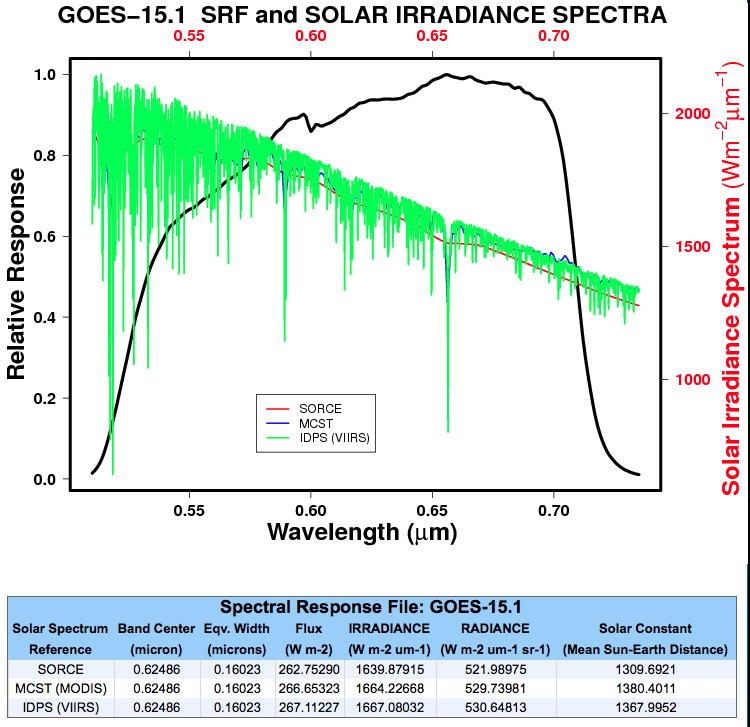 GOES−15.1 SRF and SOLAR IRRADIANCE SPECTRA
0.55 0.60 0.65 0.70
1.0
0.8
0.6
0.4
0.2
0.0
Relative Response
2000
1500
1000
Solar Irradiance Spectrum (Wm−2μm−1)
SORCE
MCST
IDPS (VIIRS)
0.55 0.60 0.65 0.70
Wavelength (μm)
Spectral Response File: GOES-15.1
Solar Spectrum Band Center Eqv. Width Flux IRRADIANCE RADIANCE Solar Constant
Reference (micron) (microns) (W m-2) (W m-2 um-1) (W m-2 um-1 sr-1) (Mean Sun-Earth Distance)
SORCE 0.62486 0.16023 262.75290 1639.87915 521.98975 1309.6921
MCST (MODIS) 0.62486 0.16023 266.65323 1664.22668 529.73981 1380.4011
IDPS (VIIRS) 0.62486 0.16023 267.11227 1667.08032 530.64813 1367.9952